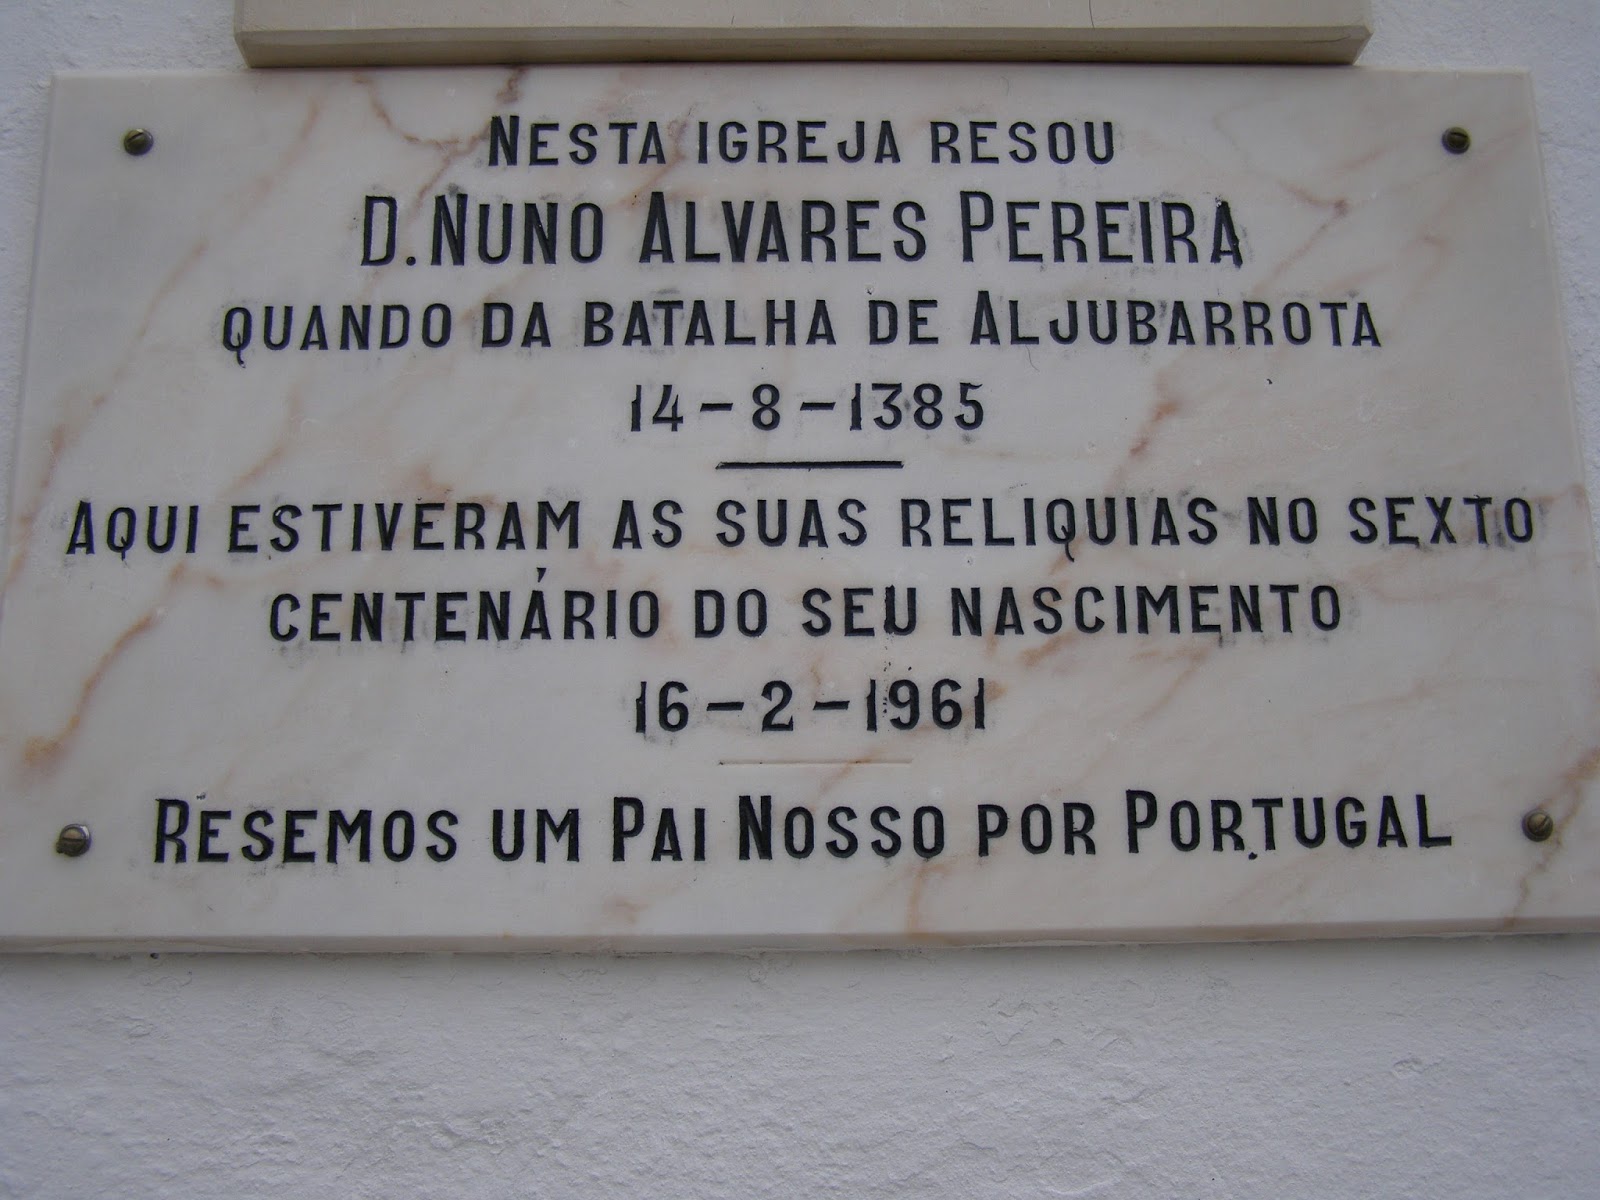 NESTA IGREJA RESOU
D. NUNO ALVARES PEREIRA
QUANDO DA BATALHA DE ALJUBARROTA
14-8-1385
AQUI ESTIVERAM AS SUAS RELIQUIAS NO SEXTO
CENTENÁRIO DO SEU NASCIMENTO
16-2-1961
RESEMOS UM PAI NOSSO POR PORTUGAL